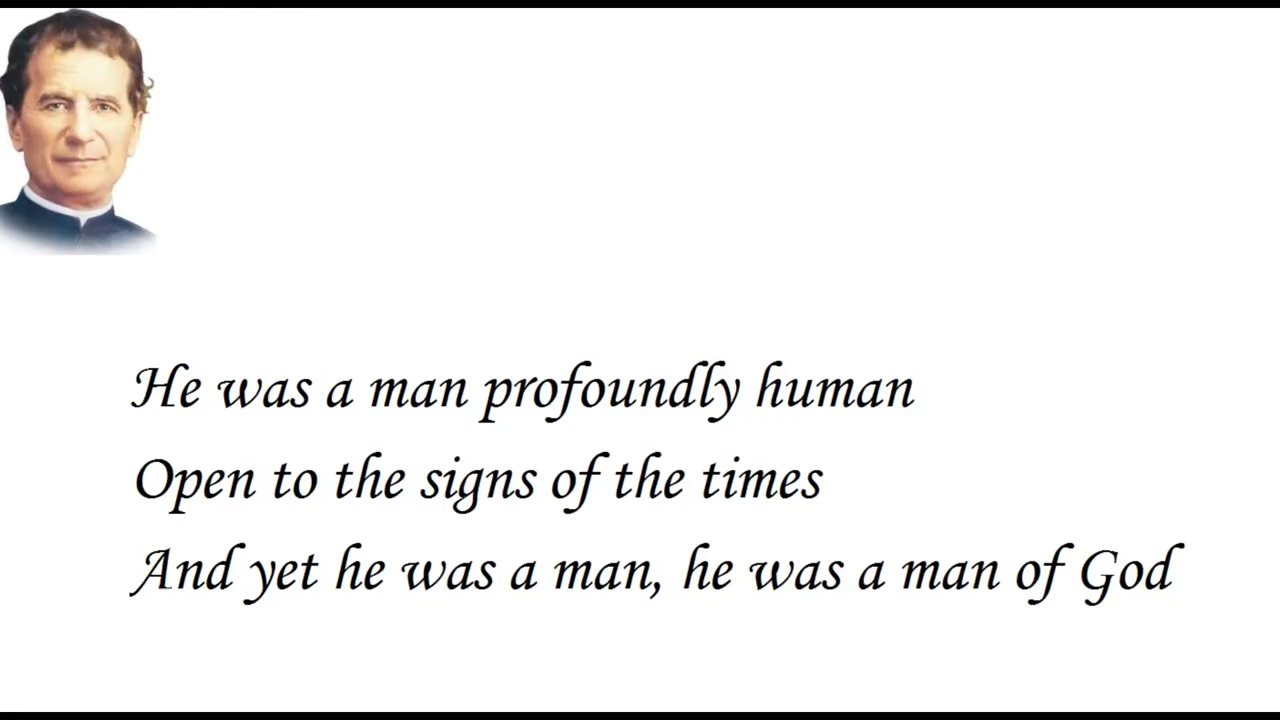 He was a man profoundly human
Open to the signs of the times
And yet he was a man, he was a man of God